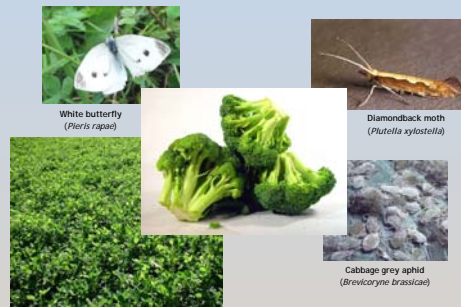 White butterfly
(Pieris rapae)
Diamondback moth
(Plutella xylostella)
Cabbage grey aphid
(Brevicoryne brassicae)